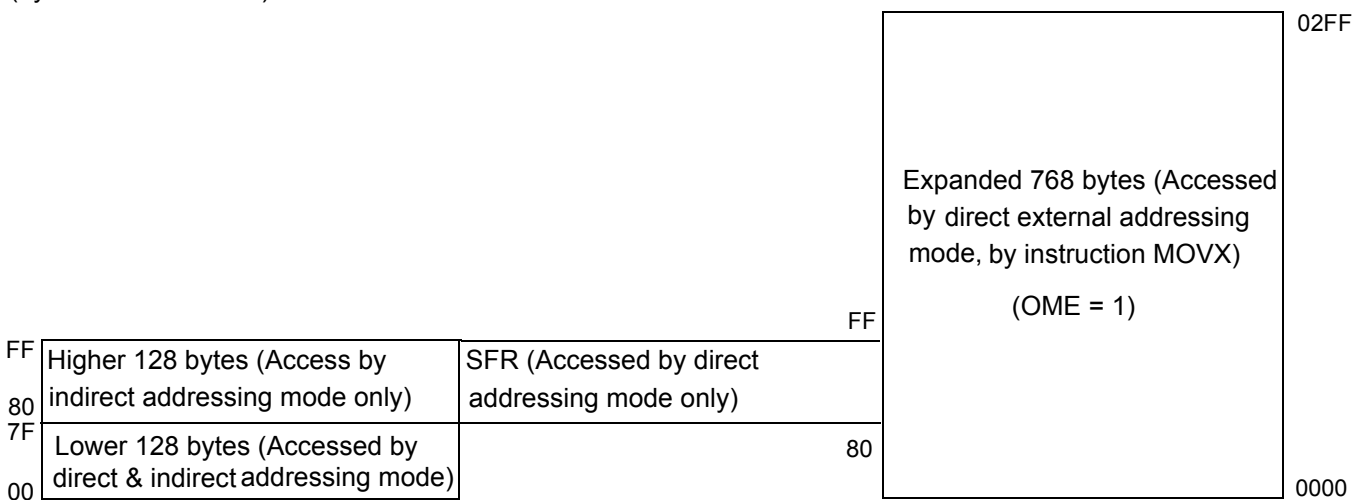 02FF
Expanded 768 bytes (Accessed
by direct external addressing
mode, by instruction MOVX)
(OME = 1)
0000
FF
FF
Higher 128 bytes (Access by
indirect addressing mode only)
80
SFR (Accessed by direct
addressing mode only)
80
7F
Lower 128 bytes (Accessed by
direct & indirect addressing mode)
00